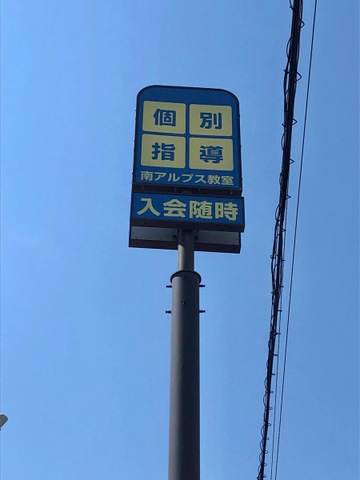 個別
指導
南アルプス教室
入会随時